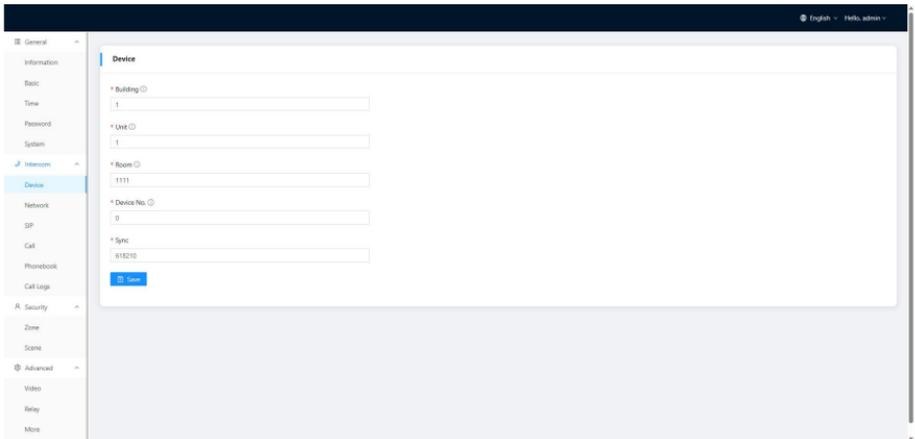 English Hello, admin
General
Information
Basic
Time
Password
System
Intercom
Device
Network
SIP
Call
Phonebook
Call Logs
Security
Zone
Scene
Advanced
Video
Relay
More
Device
* Building
1
* Unit
1
* Room
1111
* Device No.
0
* Sync
618210
Save